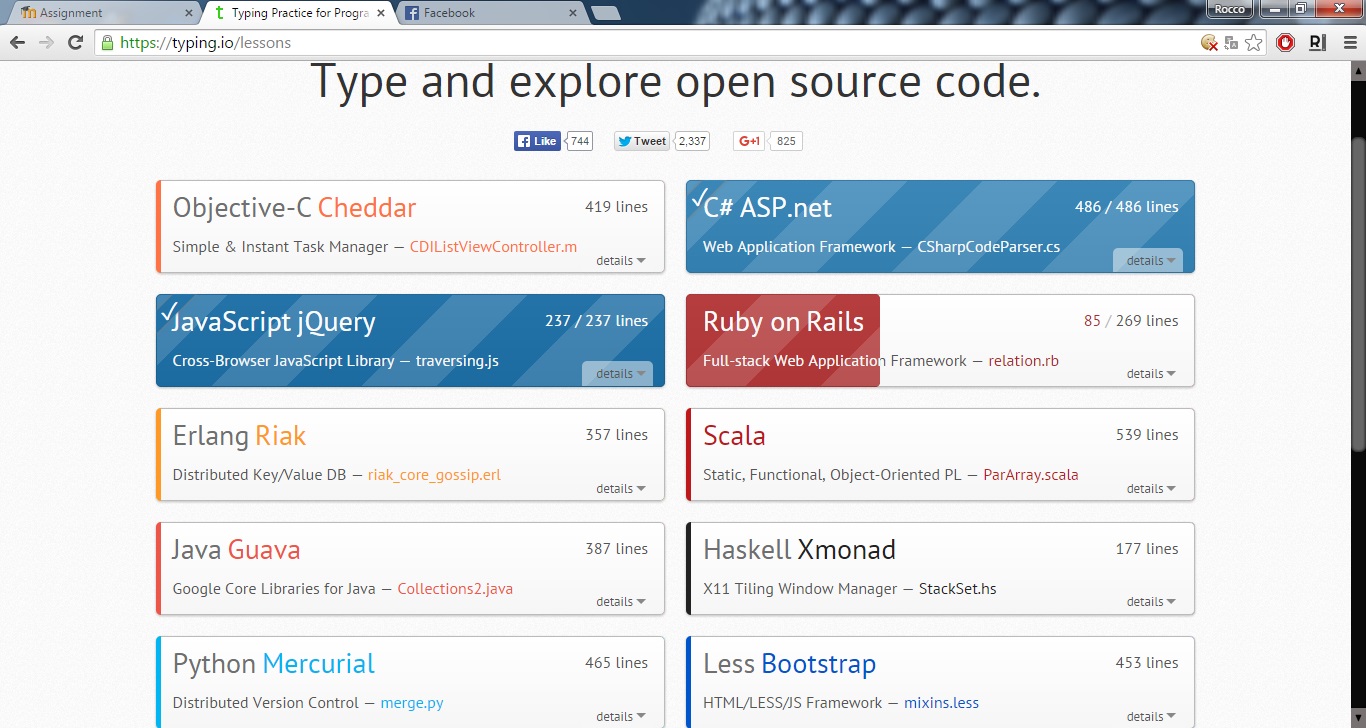 Assignment
Typing Practice for Progra
Facebook
Rocco
https://typing.io/lessons
Type and explore open source code.
Like 744 Tweet 2,337 G+1 825
Objective-C Cheddar 419 lines
Simple & Instant Task Manager — CDIListViewController.m
details
C# ASP.net 486 / 486 lines
Web Application Framework — CSharpCodeParser.cs
details
JavaScript jQuery 237 / 237 lines
Cross-Browser JavaScript Library — traversing.js
details
Ruby on Rails 85 / 269 lines
Full-stack Web Application Framework — relation.rb
details
Erlang Riak 357 lines
Distributed Key/Value DB — riak_core_gossip.erl
details
Scala 539 lines
Static, Functional, Object-Oriented PL — ParArray.scala
details
Java Guava 387 lines
Google Core Libraries for Java — Collections2.java
details
Haskell Xmonad 177 lines
X11 Tiling Window Manager — StackSet.hs
details
Python Mercurial 465 lines
Distributed Version Control — merge.py
details
Less Bootstrap 453 lines
HTML/LESS/JS Framework — mixins.less
details